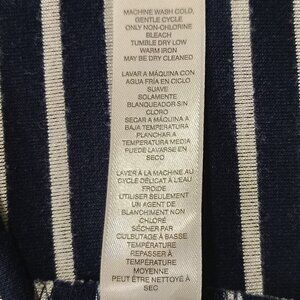 MACHINE WASH COLD,
GENTLE CYCLE
ONLY NON-CHLORINE
BLEACH
TUMBLE DRY LOW
WARM IRON
MAY BE DRY CLEANED
LAVAR A MÁQUINA CON
AGUA FRÍA EN CICLO
SUAVE
SOLAMENTE
BLANQUEADOR SIN
CLORO
SECAR A MÁQUINA A
BAJA TEMPERATURA
PLANCHAR A
TEMPERATURA MEDIA
PUEDE LAVARSE EN
SECO
LAVER À LA MACHINE AU
CYCLE DÉLICAT À L'EAU
FROIDE
UTILISER SEULEMENT
UN AGENT DE
BLANCHIMENT NON
CHLORÉ
SÉCHER PAR
CULBUTAGE À BASSE
TEMPÉRATURE
REPASSER À
TEMPÉRATURE
MOYENNE
PEUT ÊTRE NETTOYÉ À
SEC